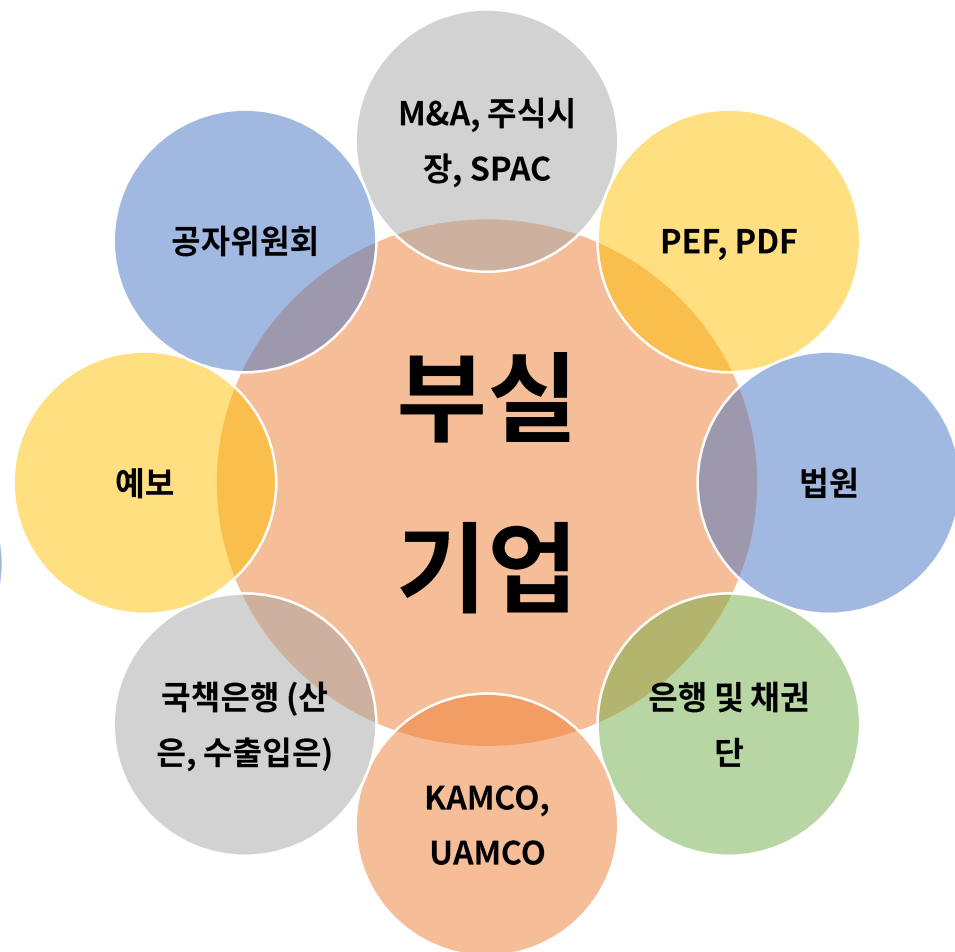 M&A, 주식시
장, SPAC
공자위원회
PEF, PDF
부실
기업
예보
법원
국책은행 (산
은, 수출입은)
은행 및 채권
단
KAMCO,
UAMCO